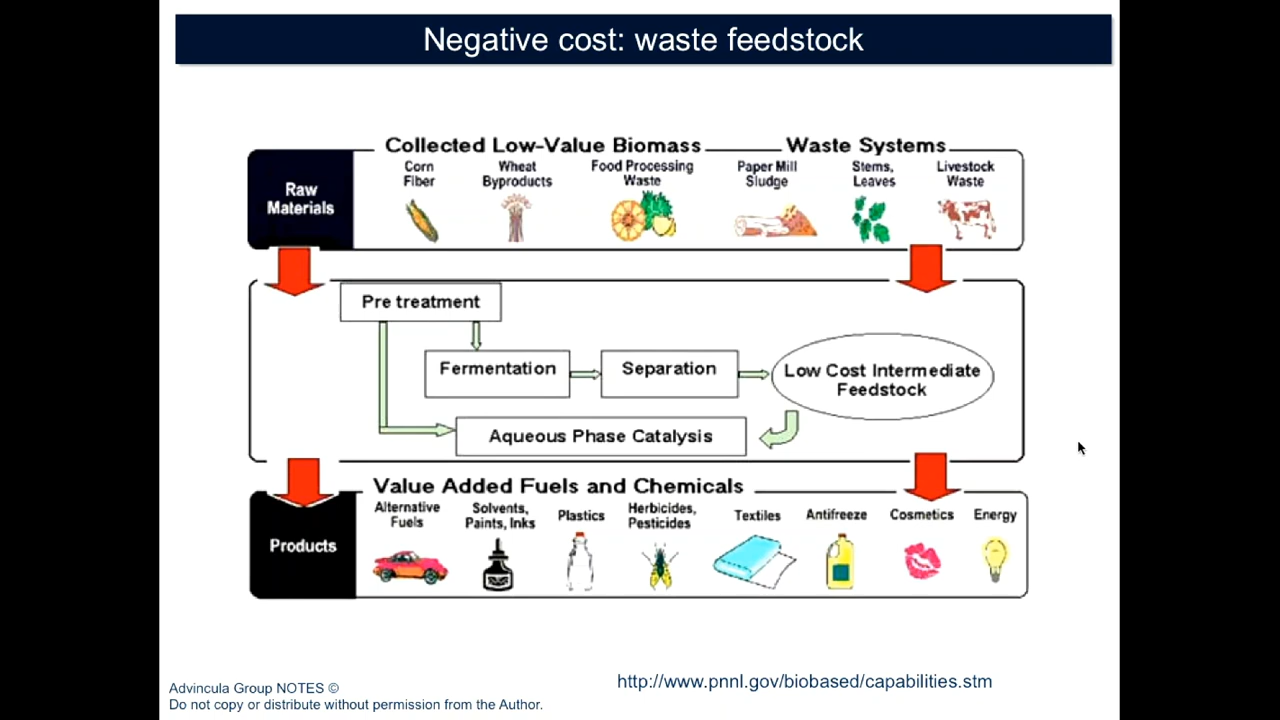 Negative cost: waste feedstock
Collected Low-Value Biomass
Waste Systems
Raw
Materials
Corn
Fiber
Wheat
Byproducts
Food Processing
Waste
Paper Mill
Sludge
Stems,
Leaves
Livestock
Waste
Pre treatment
Fermentation
Separation
Low Cost Intermediate
Feedstock
Aqueous Phase Catalysis
Value Added Fuels and Chemicals
Products
Alternative
Fuels
Solvents,
Paints, Inks
Plastics
Herbicides,
Pesticides
Textiles
Antifreeze
Cosmetics
Energy
http://www.pnnl.gov/biobased/capabilities.stm
Advincula Group NOTES ©
Do not copy or distribute without permission from the Author.